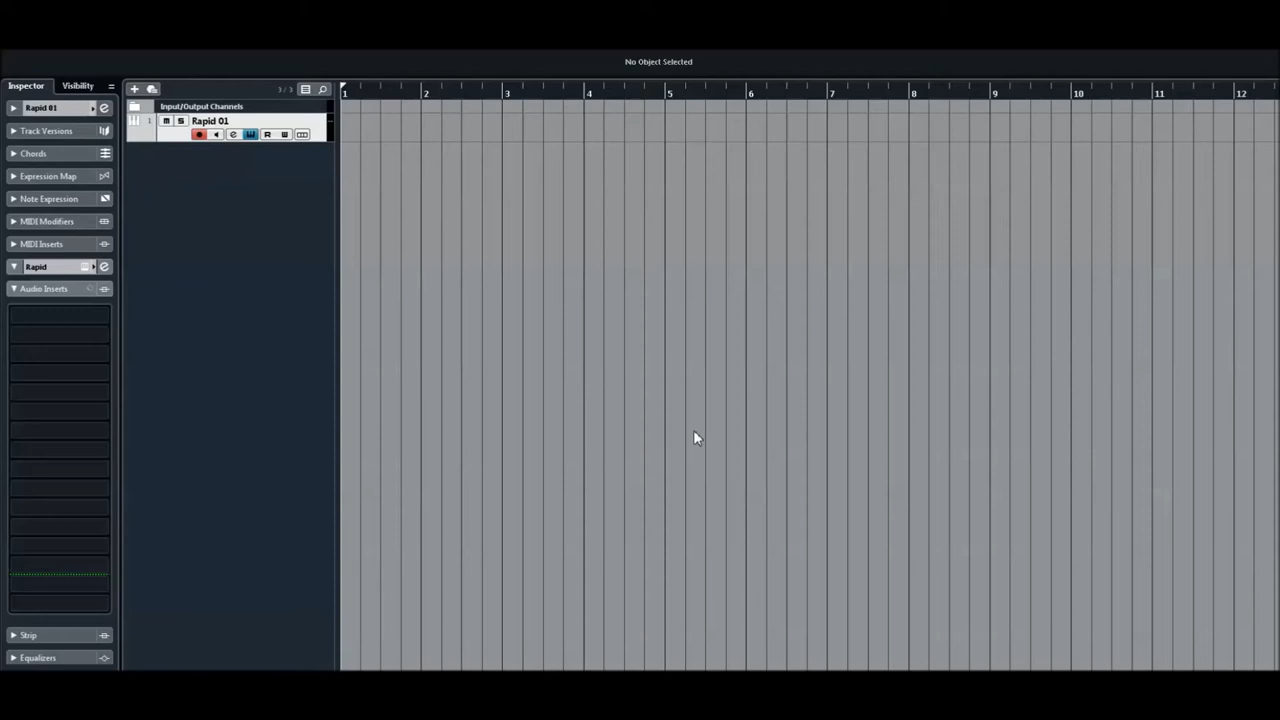 No Object Selected
Inspector Visibility
3 / 3
1 2 3 4 5 6 7 8 9 10 11 12
Rapid 01
Input/Output Channels
1 m S Rapid 01
e R W
Track Versions
Chords
Expression Map
Note Expression
MIDI Modifiers
MIDI Inserts
Rapid
Audio Inserts
Strip
Equalizers